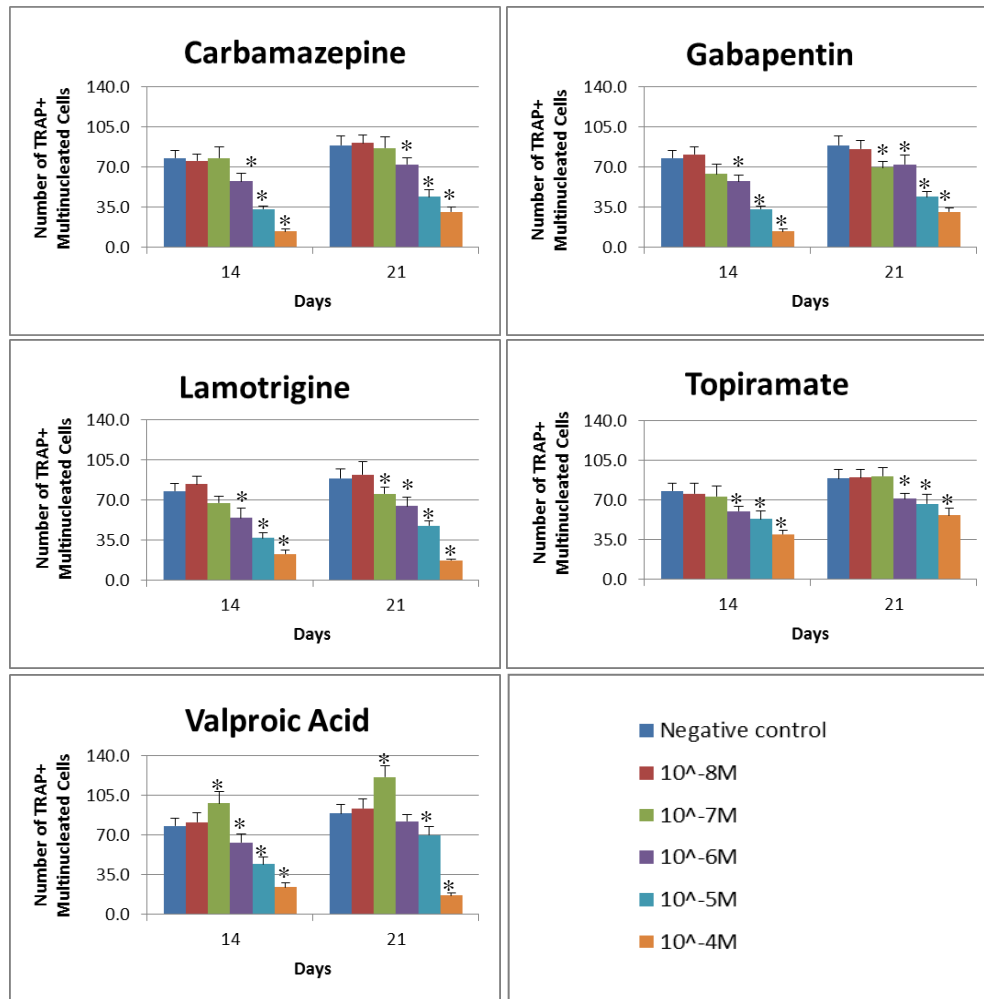 Carbamazepine
Number of TRAP+
Multinucleated Cells
140.0
105.0
70.0
35.0
0.0
* * *
* * *
14 21
Days
Gabapentin
Number of TRAP+
Multinucleated Cells
140.0
105.0
70.0
35.0
0.0
* * *
* * * *
14 21
Days
Lamotrigine
Number of TRAP+
Multinucleated Cells
140.0
105.0
70.0
35.0
0.0
* * *
* * * *
14 21
Days
Topiramate
Number of TRAP+
Multinucleated Cells
140.0
105.0
70.0
35.0
0.0
* * *
* * *
14 21
Days
Valproic Acid
Number of TRAP+
Multinucleated Cells
140.0
105.0
70.0
35.0
0.0
* * * *
* * *
14 21
Days
Negative control
10^-8M
10^-7M
10^-6M
10^-5M
10^-4M